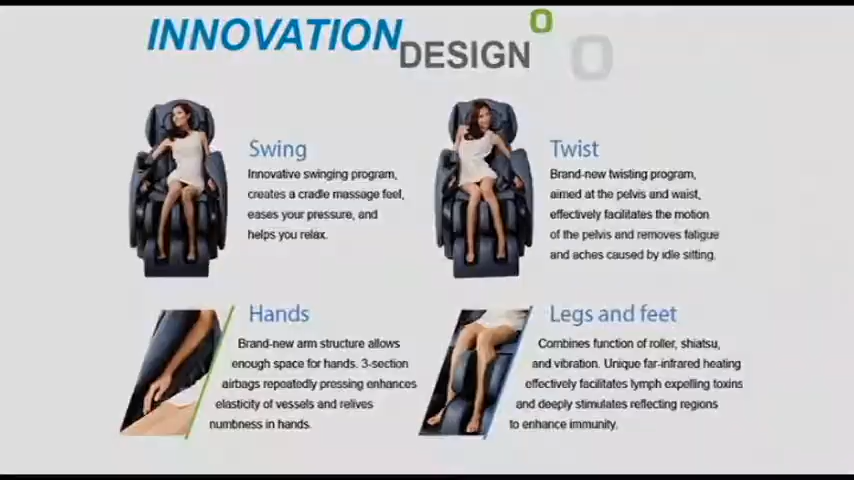 INNOVATION
DESIGN
Swing
Innovative swinging program,
creates a cradle massage feel,
eases your pressure, and
helps you relax.
Twist
Brand-new twisting program,
aimed at the pelvis and waist,
effectively facilitates the motion
of the pelvis and removes fatigue
and aches caused by idle sitting.
Hands
Brand-new arm structure allows
enough space for hands. 3-section
airbags repeatedly pressing enhances
elasticity of vessels and relives
numbness in hands.
Legs and feet
Combines function of roller, shiatsu,
and vibration. Unique far-infrared heating
effectively facilitates lymph expelling toxins
and deeply stimulates reflecting regions
to enhance immunity.